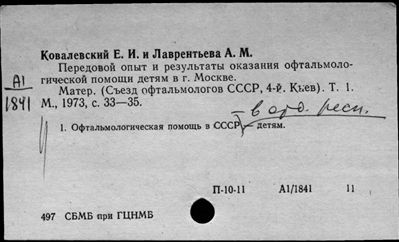 Ковалевский Е. И. и Лаврентьева А. М.
Передовой опыт и результаты оказания офтальмоло-
гической помощи детям в г. Москве.
Матер. (Съезд офтальмологов СССР, 4-й. Киев). Т. 1.
М., 1973, с. 33—35.
А1
1841
1. Офтальмологическая помощь в СССР детям.
П-10-11 А1/1841 11
497 СБМБ при ГЦНМБ